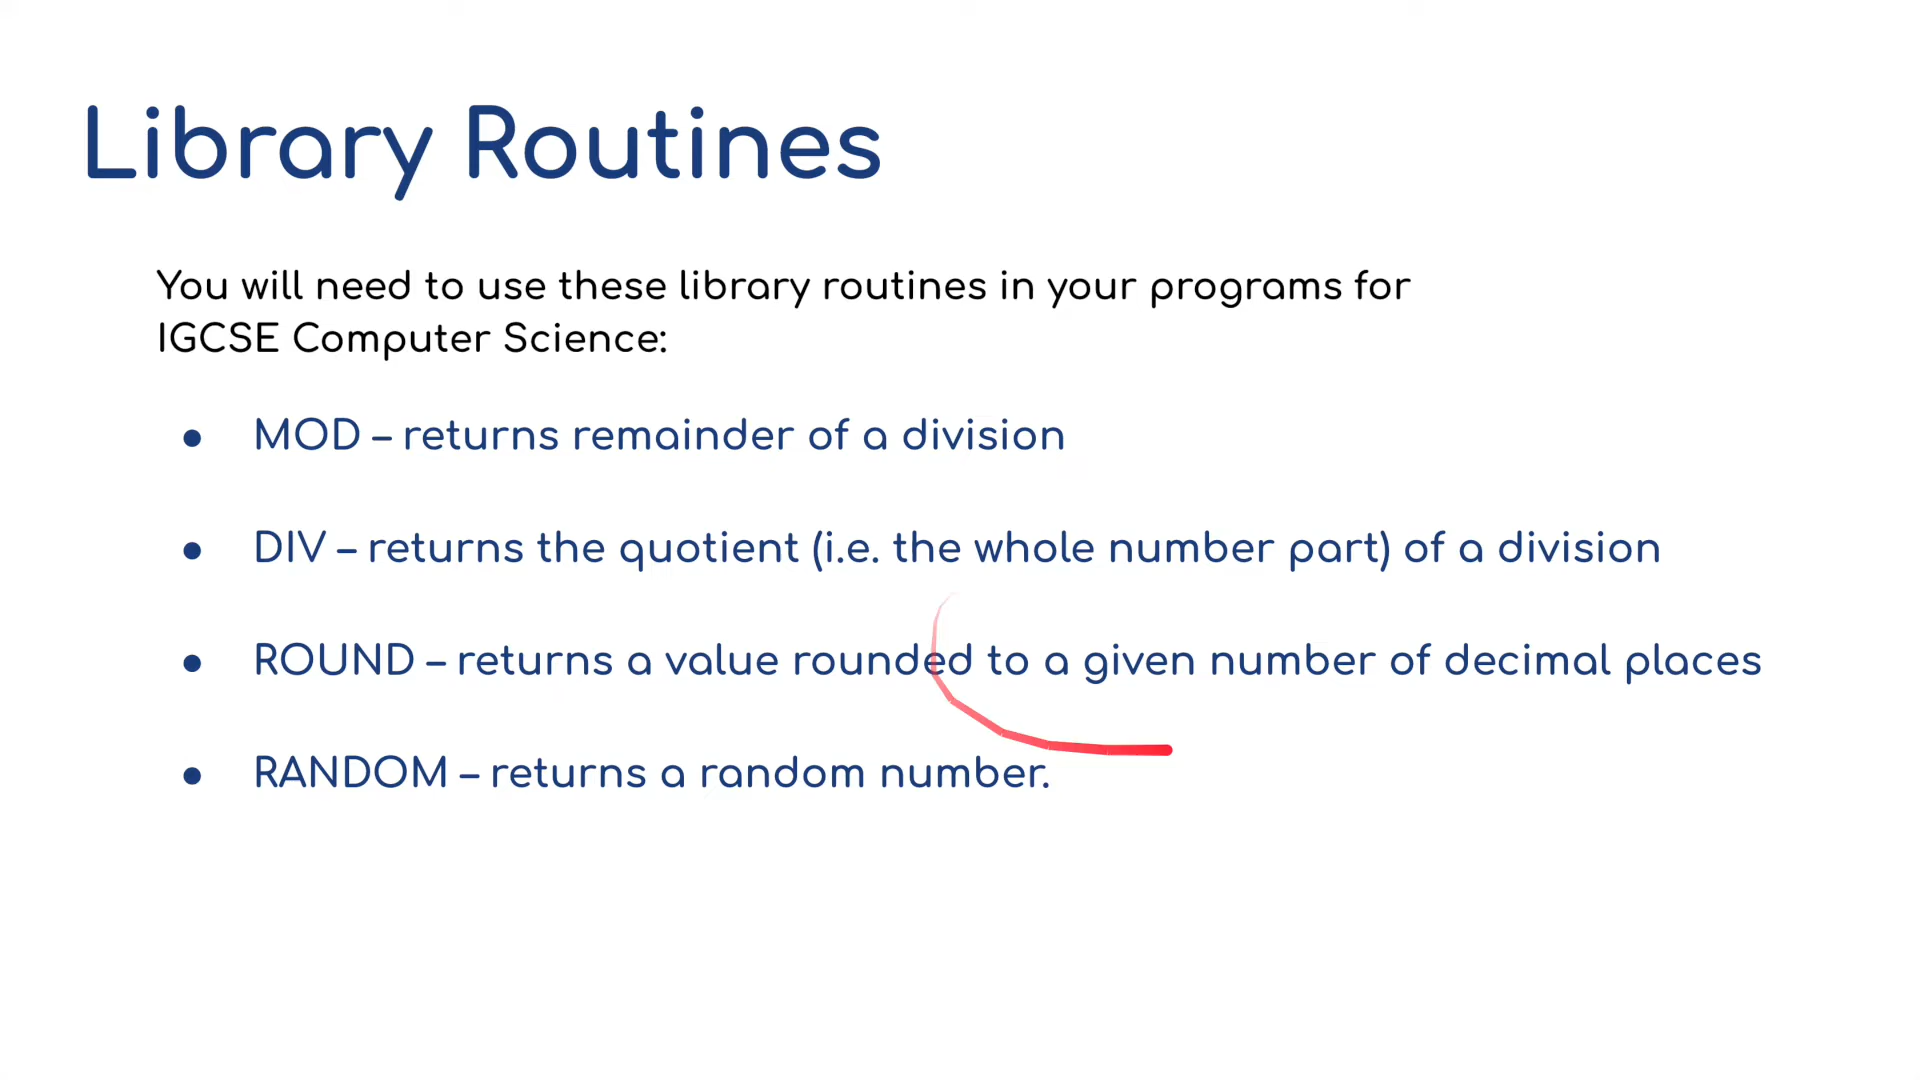 Library Routines
You will need to use these library routines in your programs for
IGCSE Computer Science:
● MOD – returns remainder of a division
● DIV – returns the quotient (i.e. the whole number part) of a division
● ROUND – returns a value rounded to a given number of decimal places
● RANDOM – returns a random number.